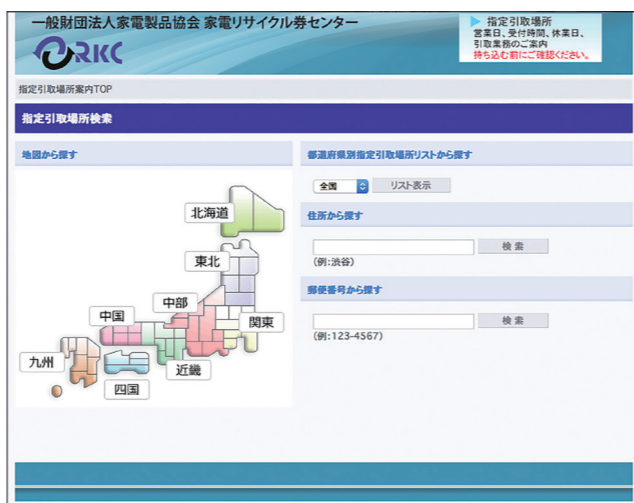 一般財団法人家電製品協会 家電リサイクル券センター
RKC
▶ 指定引取場所
営業日、受付時間、休業日、
引取業務のご案内
持ち込む前にご確認ください。
指定引取場所案内TOP
指定引取場所検索
地図から探す
北海道
東北
中部
中国
関東
九州
近畿
四国
都道府県別指定引取場所リストから探す
全国 リスト表示
住所から探す
検 索
(例:渋谷)
郵便番号から探す
検 索
(例:123-4567)